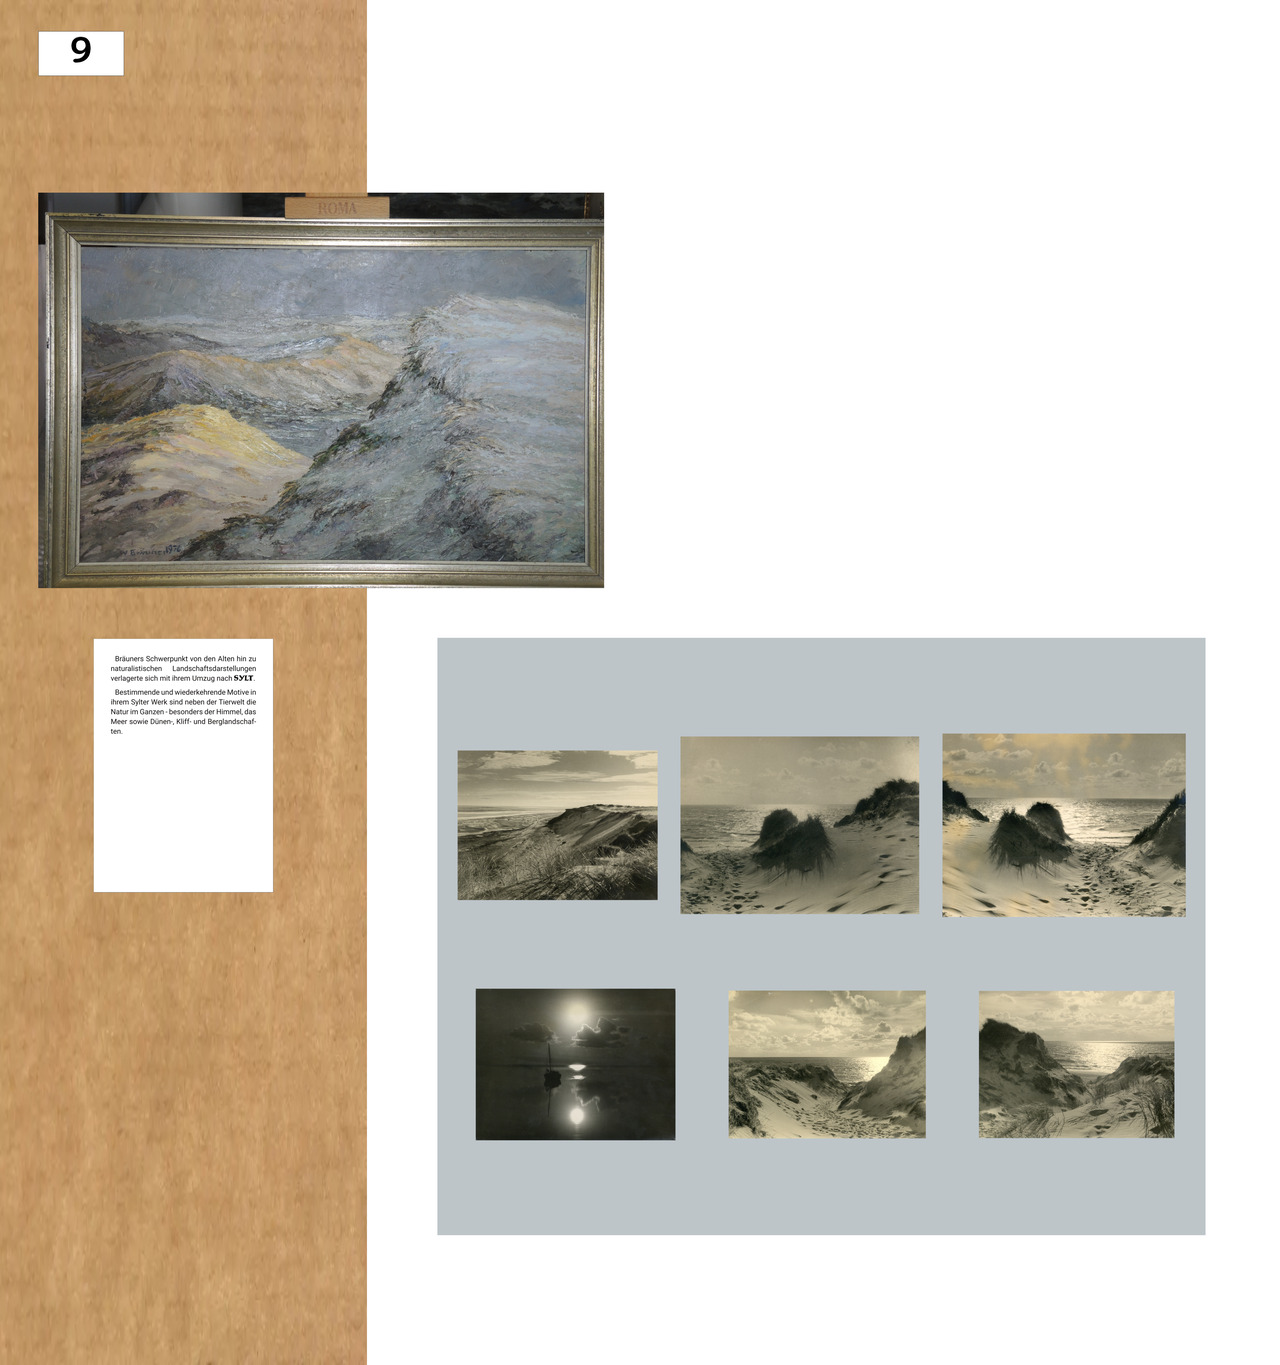 9
ROMA
1976
Bräuners Schwerpunkt von den Alten hin zu
naturalistischen Landschaftsdarstellungen
verlagerte sich mit ihrem Umzug nach SYLT.
Bestimmende und wiederkehrende Motive in
ihrem Sylter Werk sind neben der Tierwelt die
Natur im Ganzen - besonders der Himmel, das
Meer sowie Dünen-, Kliff- und Berglandschaf-
ten.